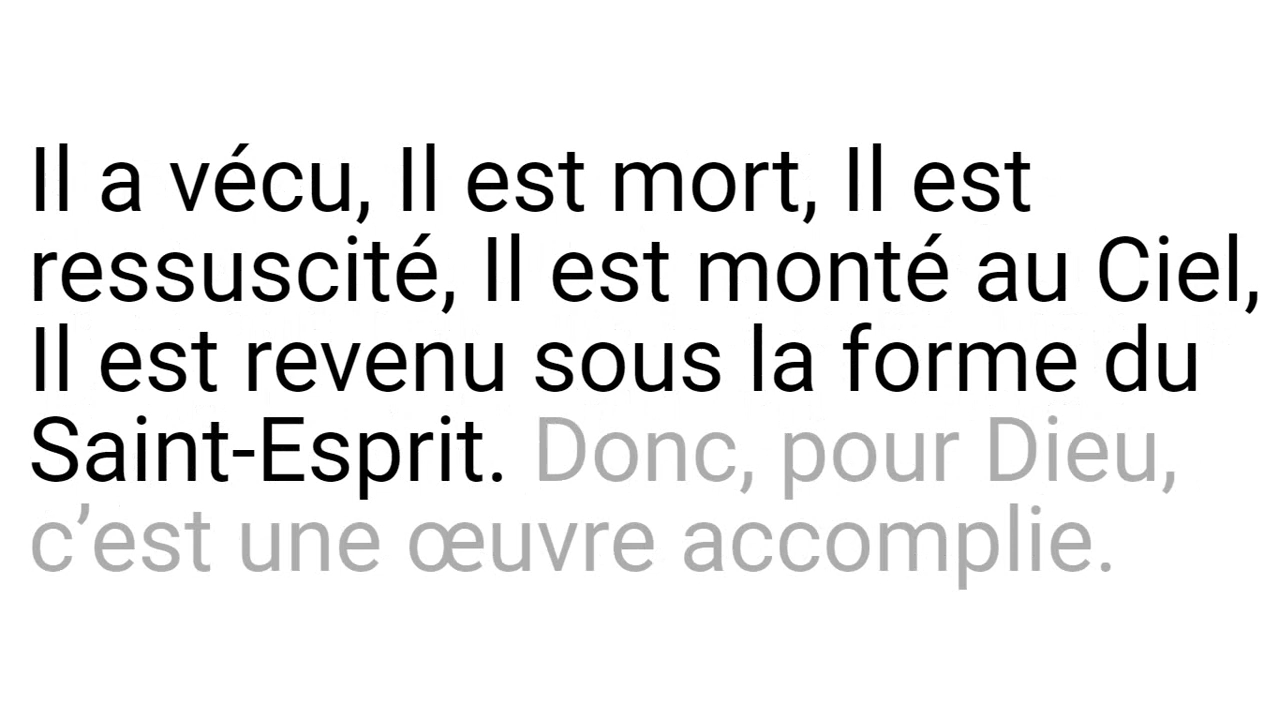 Il a vécu, Il est mort, Il est
ressuscité, Il est monté au Ciel,
Il est revenu sous la forme du
Saint-Esprit. Donc, pour Dieu,
c’est une œuvre accomplie.